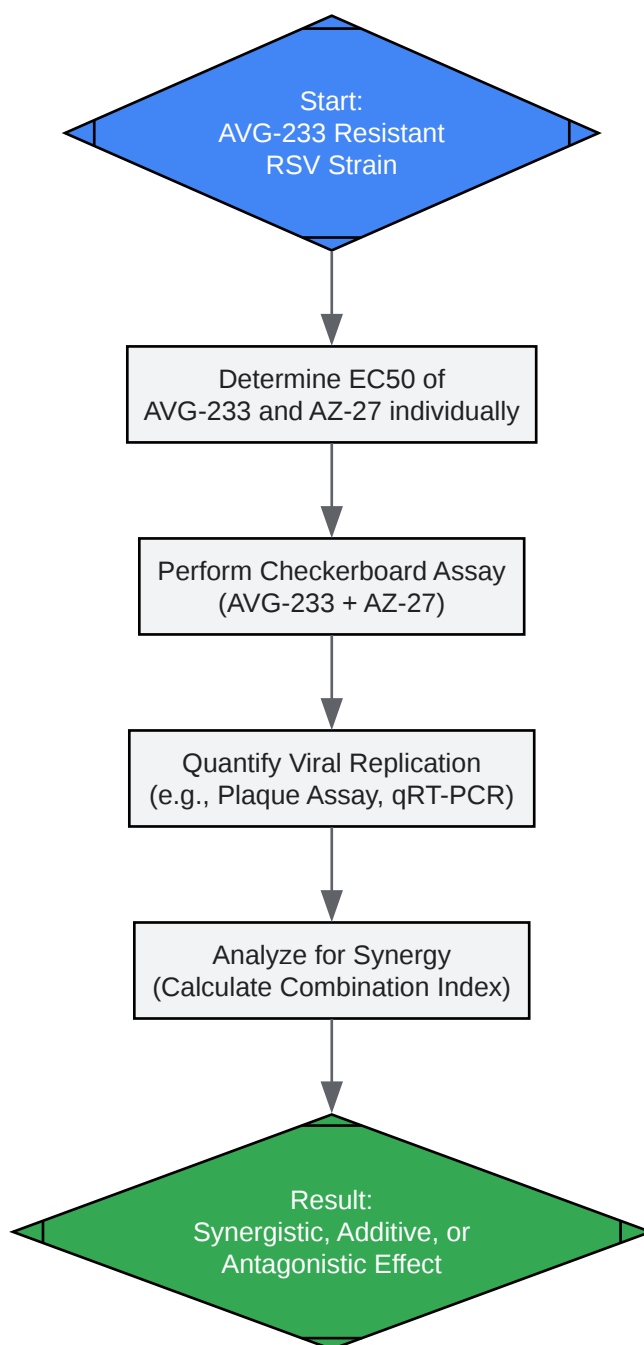 Start:
AVG-233 Resistant
RSV Strain
Determine EC50 of
AVG-233 and AZ-27 individually
Perform Checkerboard Assay
(AVG-233 + AZ-27)
Quantify Viral Replication
(e.g., Plaque Assay, qRT-PCR)
Analyze for Synergy
(Calculate Combination Index)
Result:
Synergistic, Additive, or
Antagonistic Effect